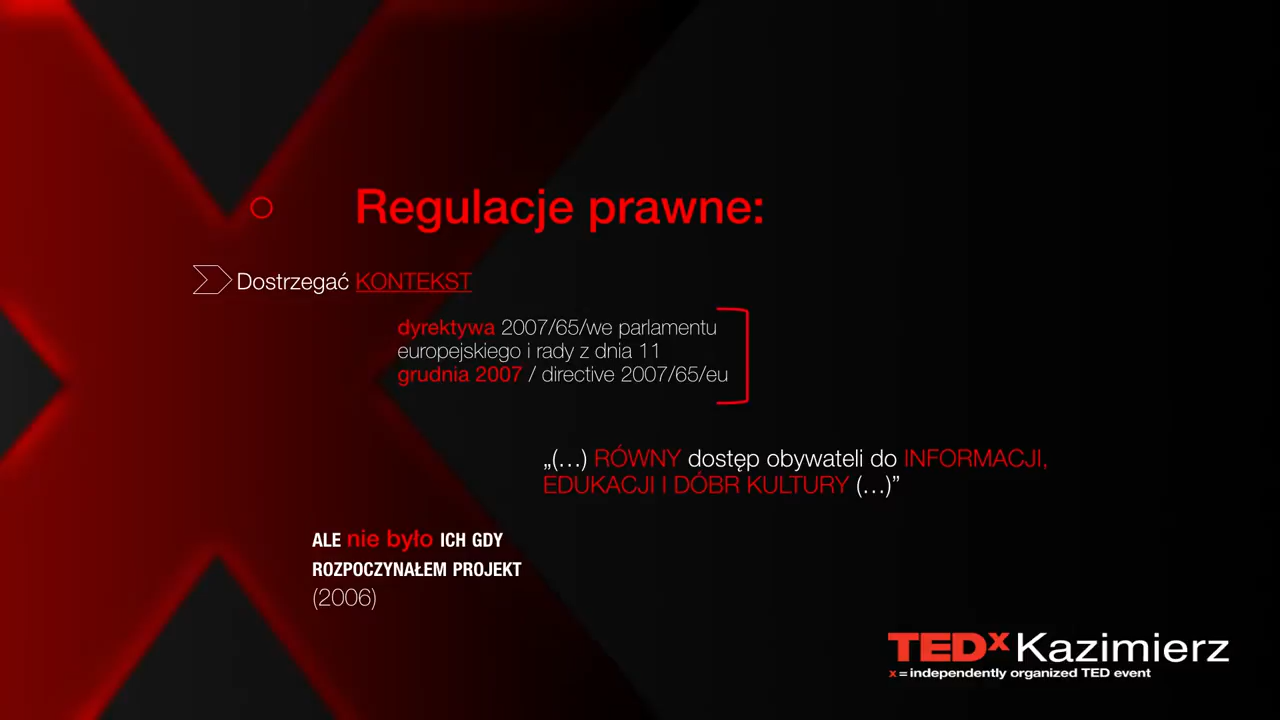 Regulacje prawne:
Dostrzegać KONTEKST
dyrektywa 2007/65/we parlamentu
europejskiego i rady z dnia 11
grudnia 2007 / directive 2007/65/eu
„(…) RÓWNY dostęp obywateli do INFORMACJI,
EDUKACJI I DÓBR KULTURY (…)”
ALE nie było ICH GDY
ROZPOCZYNAŁEM PROJEKT
(2006)
TEDx Kazimierz
x = independently organized TED event